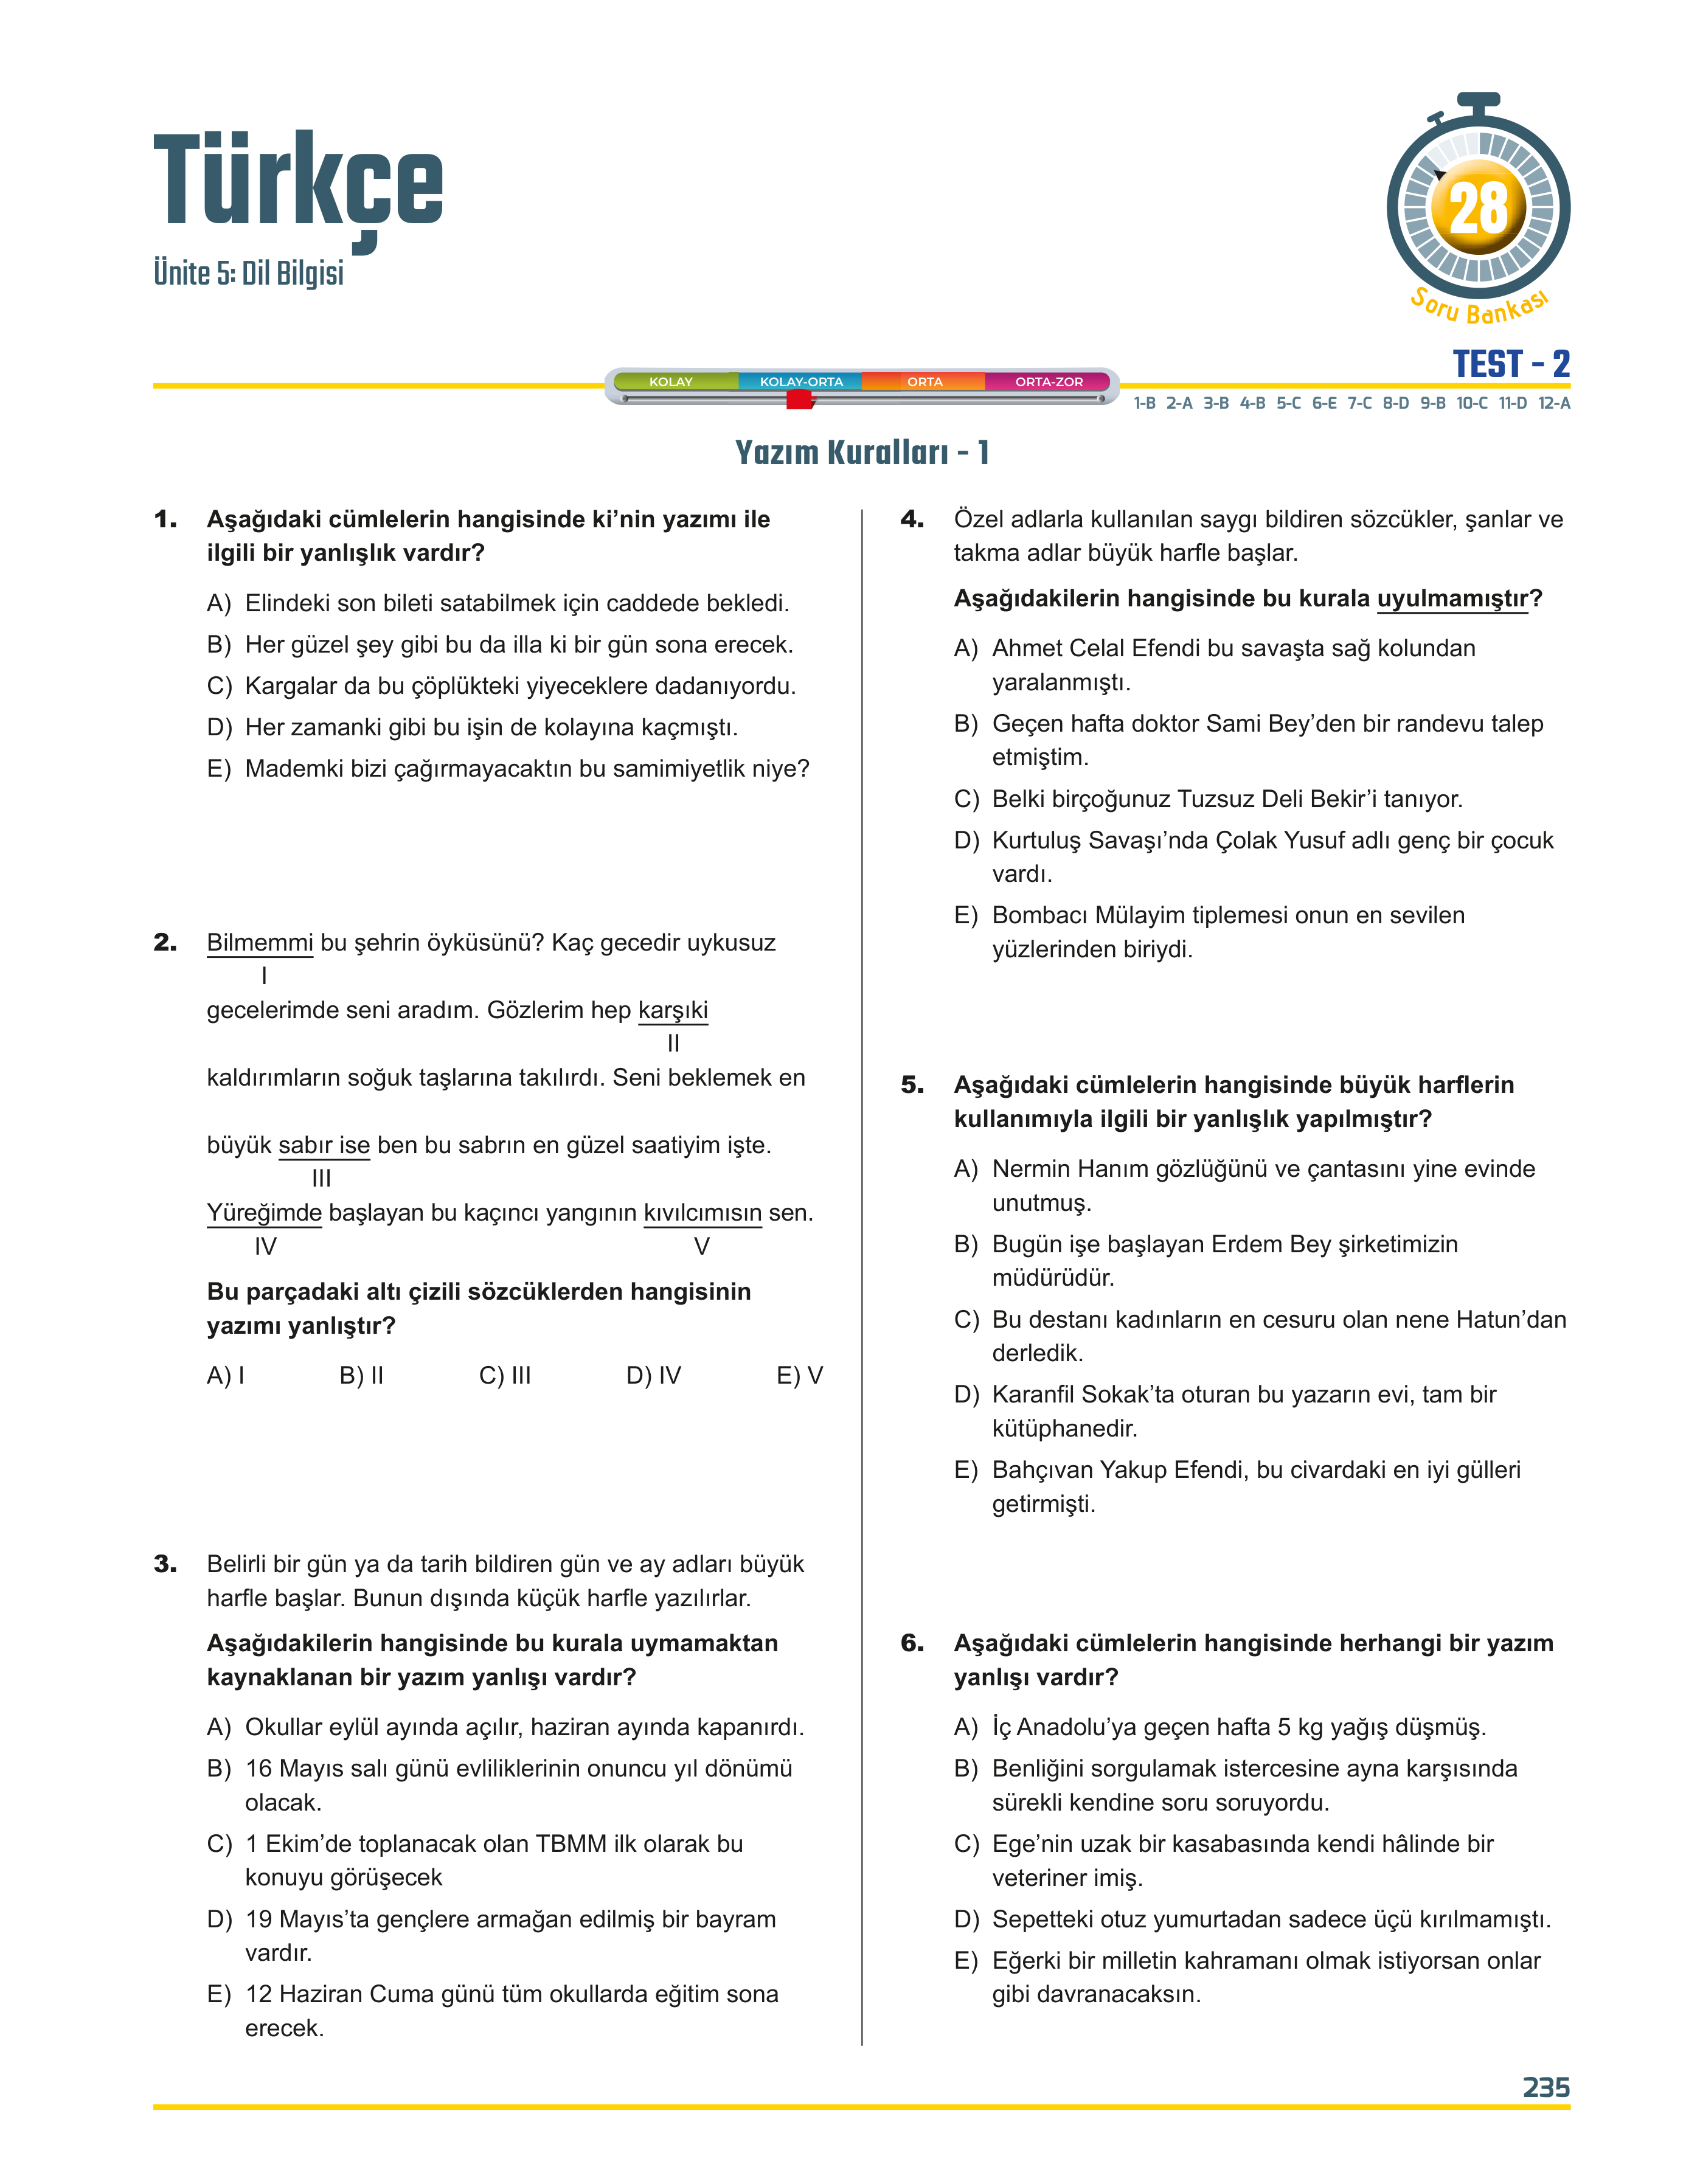 Türkçe
Ünite 5: Dil Bilgisi
28
Soru Bankası
TEST - 2
KOLAY KOLAY-ORTA ORTA ORTA-ZOR
1-B 2-A 3-B 4-B 5-C 6-E 7-C 8-D 9-B 10-C 11-D 12-A
Yazım Kuralları - 1
1. Aşağıdaki cümlelerin hangisinde ki’nin yazımı ile
ilgili bir yanlışlık vardır?
A) Elindeki son bileti satabilmek için caddede bekledi.
B) Her güzel şey gibi bu da illa ki bir gün sona erecek.
C) Kargalar da bu çöplükteki yiyeceklere dadanıyordu.
D) Her zamanki gibi bu işin de kolayına kaçmıştı.
E) Mademki bizi çağırmayacaktın bu samimiyetlik niye?
2. Bilmemmi bu şehrin öyküsünü? Kaç gecedir uykusuz
I
gecelerimde seni aradım. Gözlerim hep karşıki
II
kaldırımların soğuk taşlarına takılırdı. Seni beklemek en
büyük sabır ise ben bu sabrın en güzel saatiyim işte.
III
Yüreğimde başlayan bu kaçıncı yangının kıvılcımısın sen.
IV V
Bu parçadaki altı çizili sözcüklerden hangisinin
yazımı yanlıştır?
A) I B) II C) III D) IV E) V
3. Belirli bir gün ya da tarih bildiren gün ve ay adları büyük
harfle başlar. Bunun dışında küçük harfle yazılırlar.
Aşağıdakilerin hangisinde bu kurala uymamaktan
kaynaklanan bir yazım yanlışı vardır?
A) Okullar eylül ayında açılır, haziran ayında kapanırdı.
B) 16 Mayıs salı günü evliliklerinin onuncu yıl dönümü
olacak.
C) 1 Ekim’de toplanacak olan TBMM ilk olarak bu
konuyu görüşecek
D) 19 Mayıs’ta gençlere armağan edilmiş bir bayram
vardır.
E) 12 Haziran Cuma günü tüm okullarda eğitim sona
erecek.
4. Özel adlarla kullanılan saygı bildiren sözcükler, şanlar ve
takma adlar büyük harfle başlar.
Aşağıdakilerin hangisinde bu kurala uyulmamıştır?
A) Ahmet Celal Efendi bu savaşta sağ kolundan
yaralanmıştı.
B) Geçen hafta doktor Sami Bey’den bir randevu talep
etmiştim.
C) Belki birçoğunuz Tuzsuz Deli Bekir’i tanıyor.
D) Kurtuluş Savaşı’nda Çolak Yusuf adlı genç bir çocuk
vardı.
E) Bombacı Mülayim tiplemesi onun en sevilen
yüzlerinden biriydi.
5. Aşağıdaki cümlelerin hangisinde büyük harflerin
kullanımıyla ilgili bir yanlışlık yapılmıştır?
A) Nermin Hanım gözlüğünü ve çantasını yine evinde
unutmuş.
B) Bugün işe başlayan Erdem Bey şirketimizin
müdürüdür.
C) Bu destanı kadınların en cesuru olan nene Hatun’dan
derledik.
D) Karanfil Sokak’ta oturan bu yazarın evi, tam bir
kütüphanedir.
E) Bahçıvan Yakup Efendi, bu civardaki en iyi gülleri
getirmişti.
6. Aşağıdaki cümlelerin hangisinde herhangi bir yazım
yanlışı vardır?
A) İç Anadolu’ya geçen hafta 5 kg yağış düşmüş.
B) Benliğini sorgulamak istercesine ayna karşısında
sürekli kendine soru soruyordu.
C) Ege’nin uzak bir kasabasında kendi hâlinde bir
veteriner imiş.
D) Sepetteki otuz yumurtadan sadece üçü kırılmamıştı.
E) Eğerki bir milletin kahramanı olmak istiyorsan onlar
gibi davranacaksın.
235